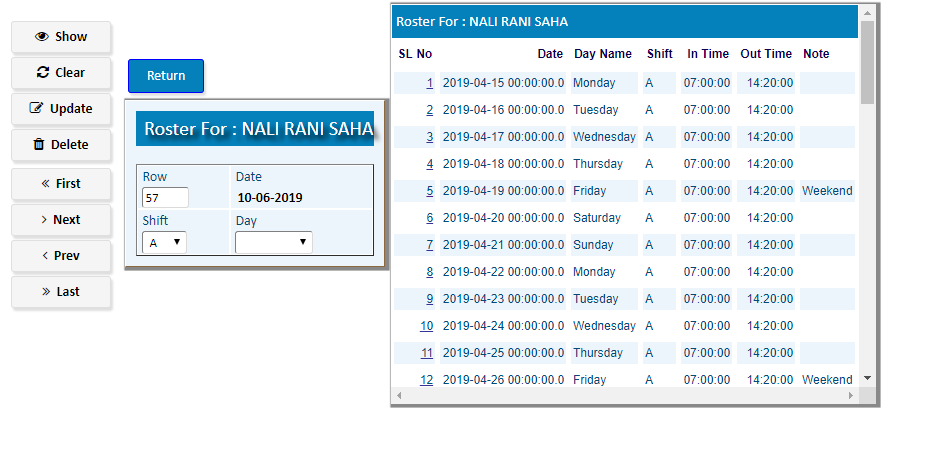 Show
Clear
Update
Delete
First
Next
Prev
Last
Return
Roster For : NALI RANI SAHA
Row Date
57 10-06-2019
Shift Day
A
Roster For : NALI RANI SAHA
SL No Date Day Name Shift In Time Out Time Note
1 2019-04-15 00:00:00.0 Monday A 07:00:00 14:20:00
2 2019-04-16 00:00:00.0 Tuesday A 07:00:00 14:20:00
3 2019-04-17 00:00:00.0 Wednesday A 07:00:00 14:20:00
4 2019-04-18 00:00:00.0 Thursday A 07:00:00 14:20:00
5 2019-04-19 00:00:00.0 Friday A 07:00:00 14:20:00 Weekend
6 2019-04-20 00:00:00.0 Saturday A 07:00:00 14:20:00
7 2019-04-21 00:00:00.0 Sunday A 07:00:00 14:20:00
8 2019-04-22 00:00:00.0 Monday A 07:00:00 14:20:00
9 2019-04-23 00:00:00.0 Tuesday A 07:00:00 14:20:00
10 2019-04-24 00:00:00.0 Wednesday A 07:00:00 14:20:00
11 2019-04-25 00:00:00.0 Thursday A 07:00:00 14:20:00
12 2019-04-26 00:00:00.0 Friday A 07:00:00 14:20:00 Weekend